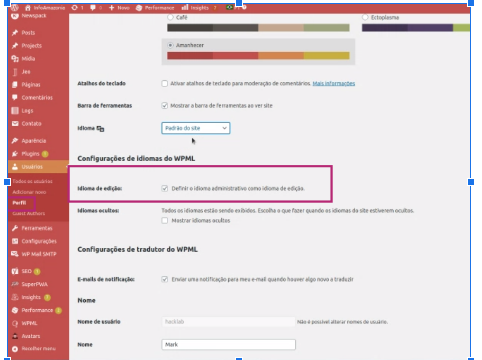 InfoAmazonia 1 0 + Novo Performance Insights 1
Newspack
Café
Ectoplasma
Amanhecer
Posts
Projects
Mídia
Jeo
Páginas
Comentários
Legs
Contato
Aparência
Plugins
Usuários
Todos os usuários
Adicionar novo
Perfil
Guest Authors
Ferramentas
Configurações
WP Mail SMTP
SEO
SuperPWA
Insights
Performance
WPML
Avatars
Recolher menu
Atalhos do teclado
Ativar atalhos de teclado para moderação de comentários. Mais informações
Barra de ferramentas
Mostrar a barra de ferramentas ao ver site
Idioma
Padrão do site
Configurações de idiomas do WPML
Idioma de edição:
Definir o idioma administrativo como idioma de edição.
Idiomas ocultos:
Todos os idiomas estão sendo exibidos. Escolha o que fazer quando os idiomas do site estiverem ocultos.
Mostrar idiomas ocultos
Configurações de tradutor do WPML
E-mails de notificação:
Enviar uma notificação para meu e-mail quando houver algo novo a traduzir
Nome
Nome de usuário
Não é possível alterar nomes de usuário.
Nome
Mark